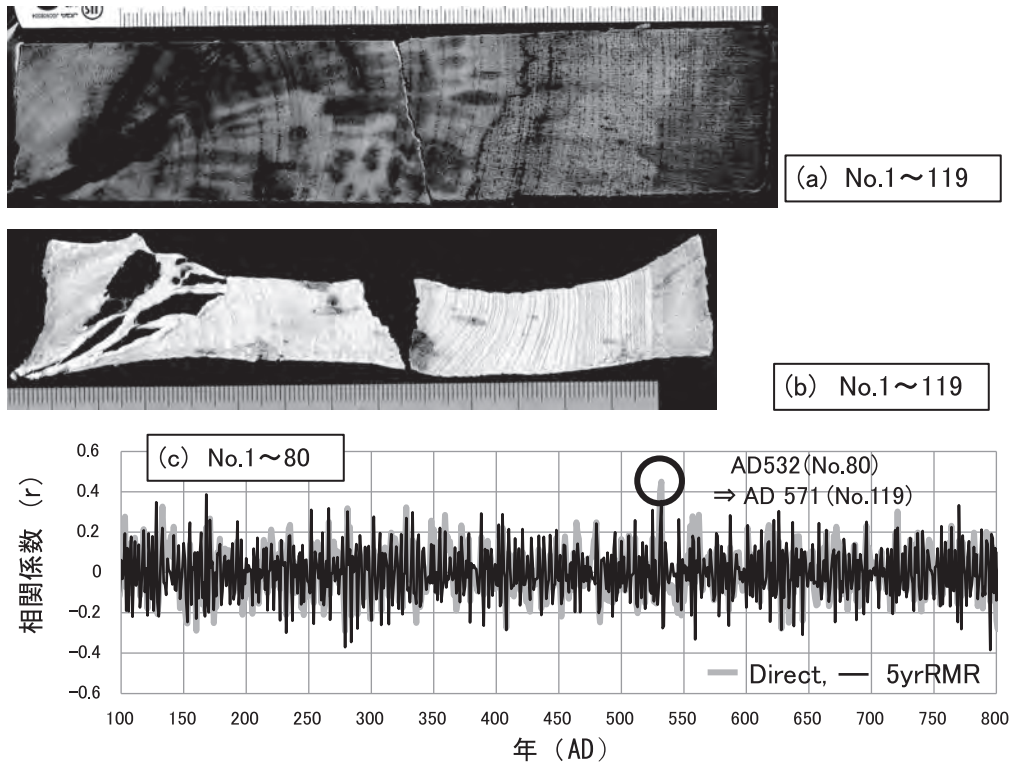 (a) No.1～119
(b) No.1～119
(c) No.1～80
AD532(No.80)
⇒ AD 571(No.119)
相関係数 (r)
0.6
0.4
0.2
0
-0.2
-0.4
-0.6
Direct, 5yrRMR
100 150 200 250 300 350 400 450 500 550 600 650 700 750 800
年 (AD)